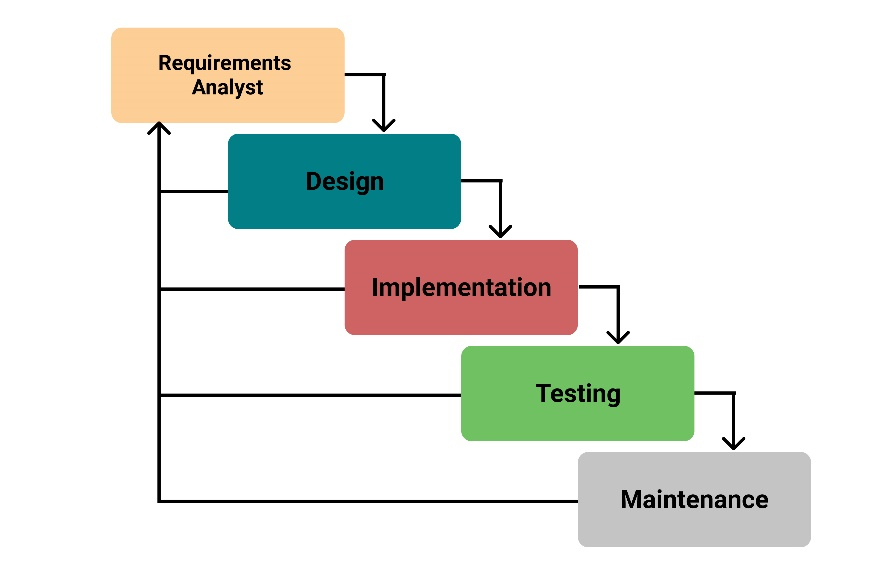 Requirements
Analyst
Design
Implementation
Testing
Maintenance